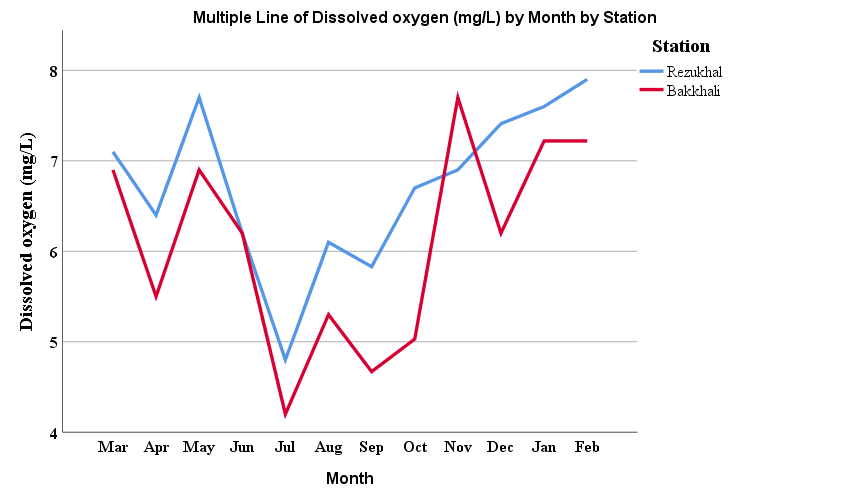 Multiple Line of Dissolved oxygen (mg/L) by Month by Station
Station
Rezukhal
Bakkhali
Dissolved oxygen (mg/L)
8
7
6
5
4
Mar Apr May Jun Jul Aug Sep Oct Nov Dec Jan Feb
Month